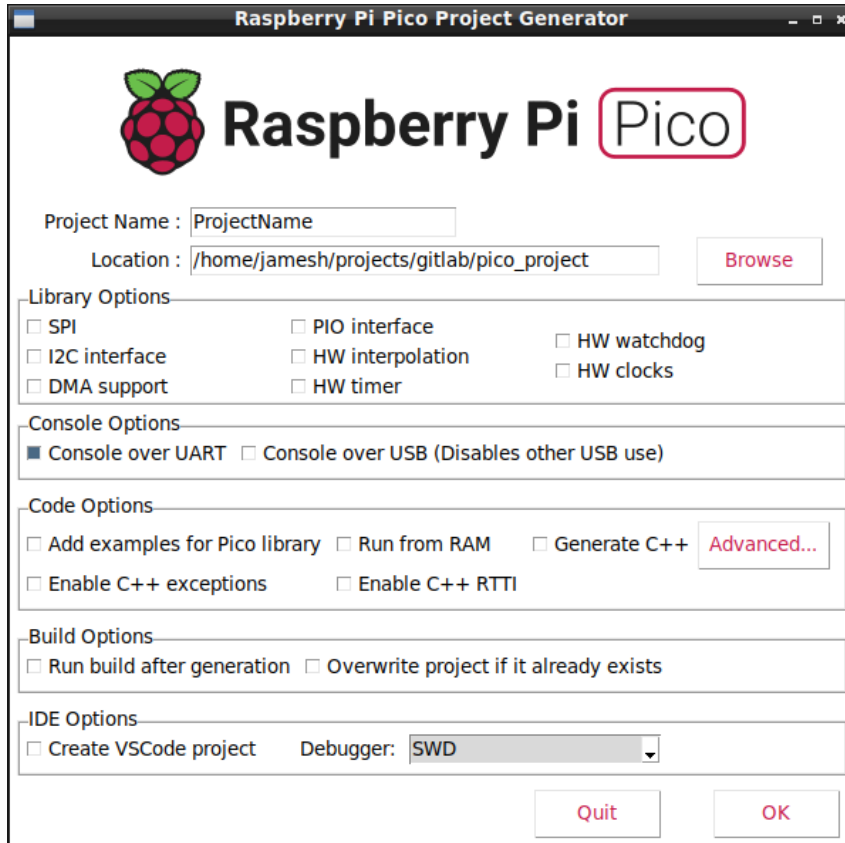 Raspberry Pi Pico Project Generator
Raspberry Pi Pico
Project Name : ProjectName
Location : /home/jamesh/projects/gitlab/pico_project Browse
Library Options
SPI PIO interface HW watchdog
I2C interface HW interpolation HW clocks
DMA support HW timer
Console Options
Console over UART Console over USB (Disables other USB use)
Code Options
Add examples for Pico library Run from RAM Generate C++ Advanced...
Enable C++ exceptions Enable C++ RTTI
Build Options
Run build after generation Overwrite project if it already exists
IDE Options
Create VSCode project Debugger: SWD
Quit OK